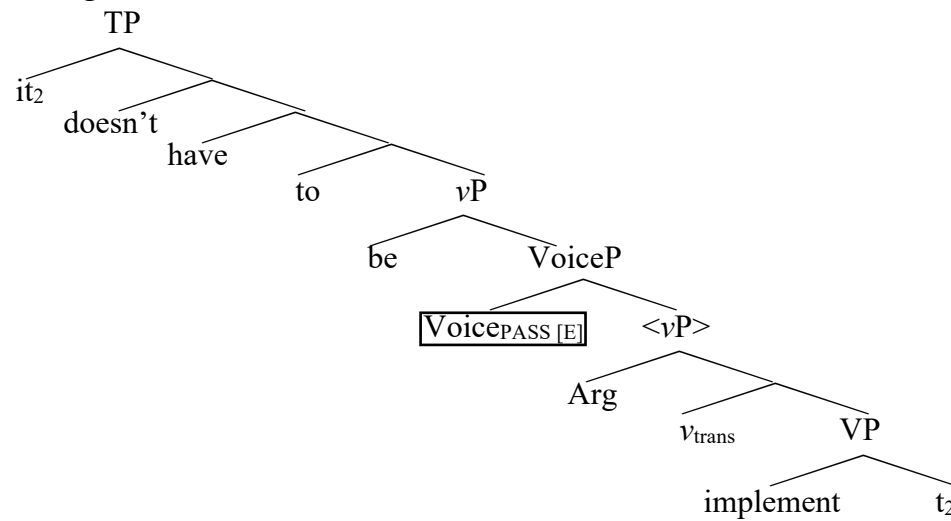 TP
it₂
doesn't
have
to
vP
be
VoiceP
VoicePASS [E]
<vP>
Arg
vtrans
VP
implement
t₂